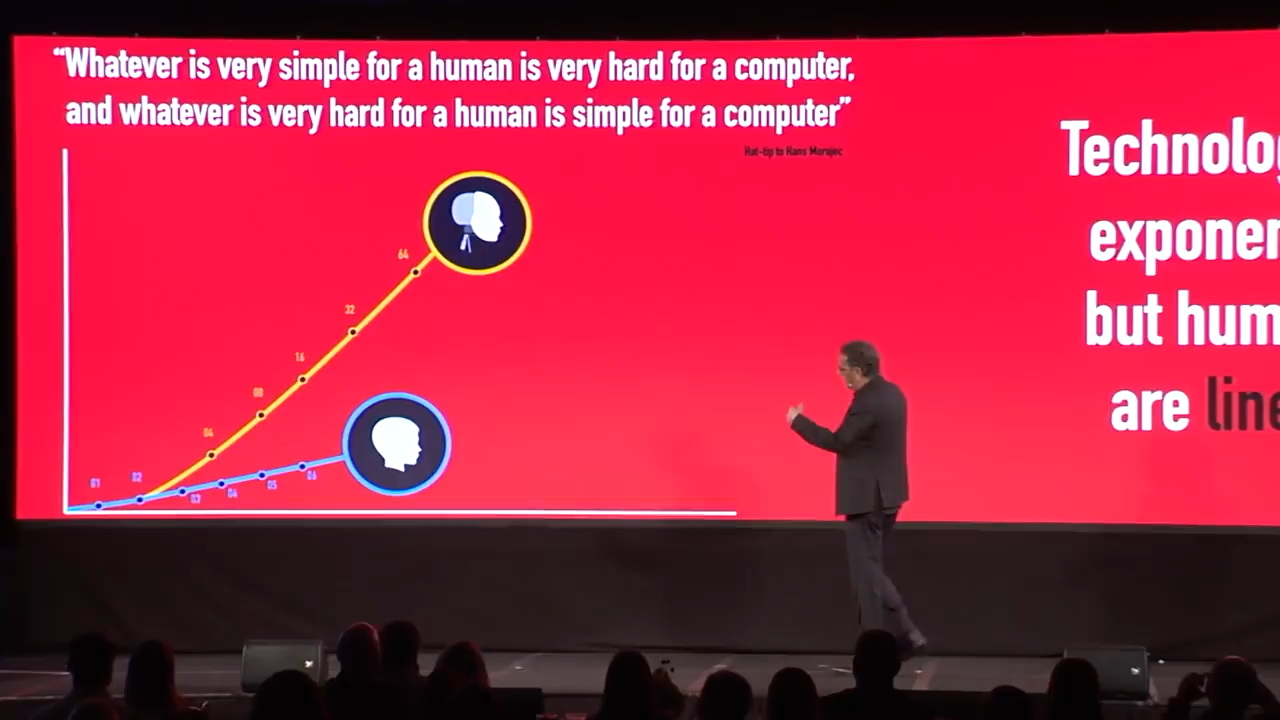 “Whatever is very simple for a human is very hard for a computer,
and whatever is very hard for a human is simple for a computer”
Hat-tip to Hans Morajec
Technolog
exponen
but hum
are line
64
32
16
08
04
01
02
03
04
05
06